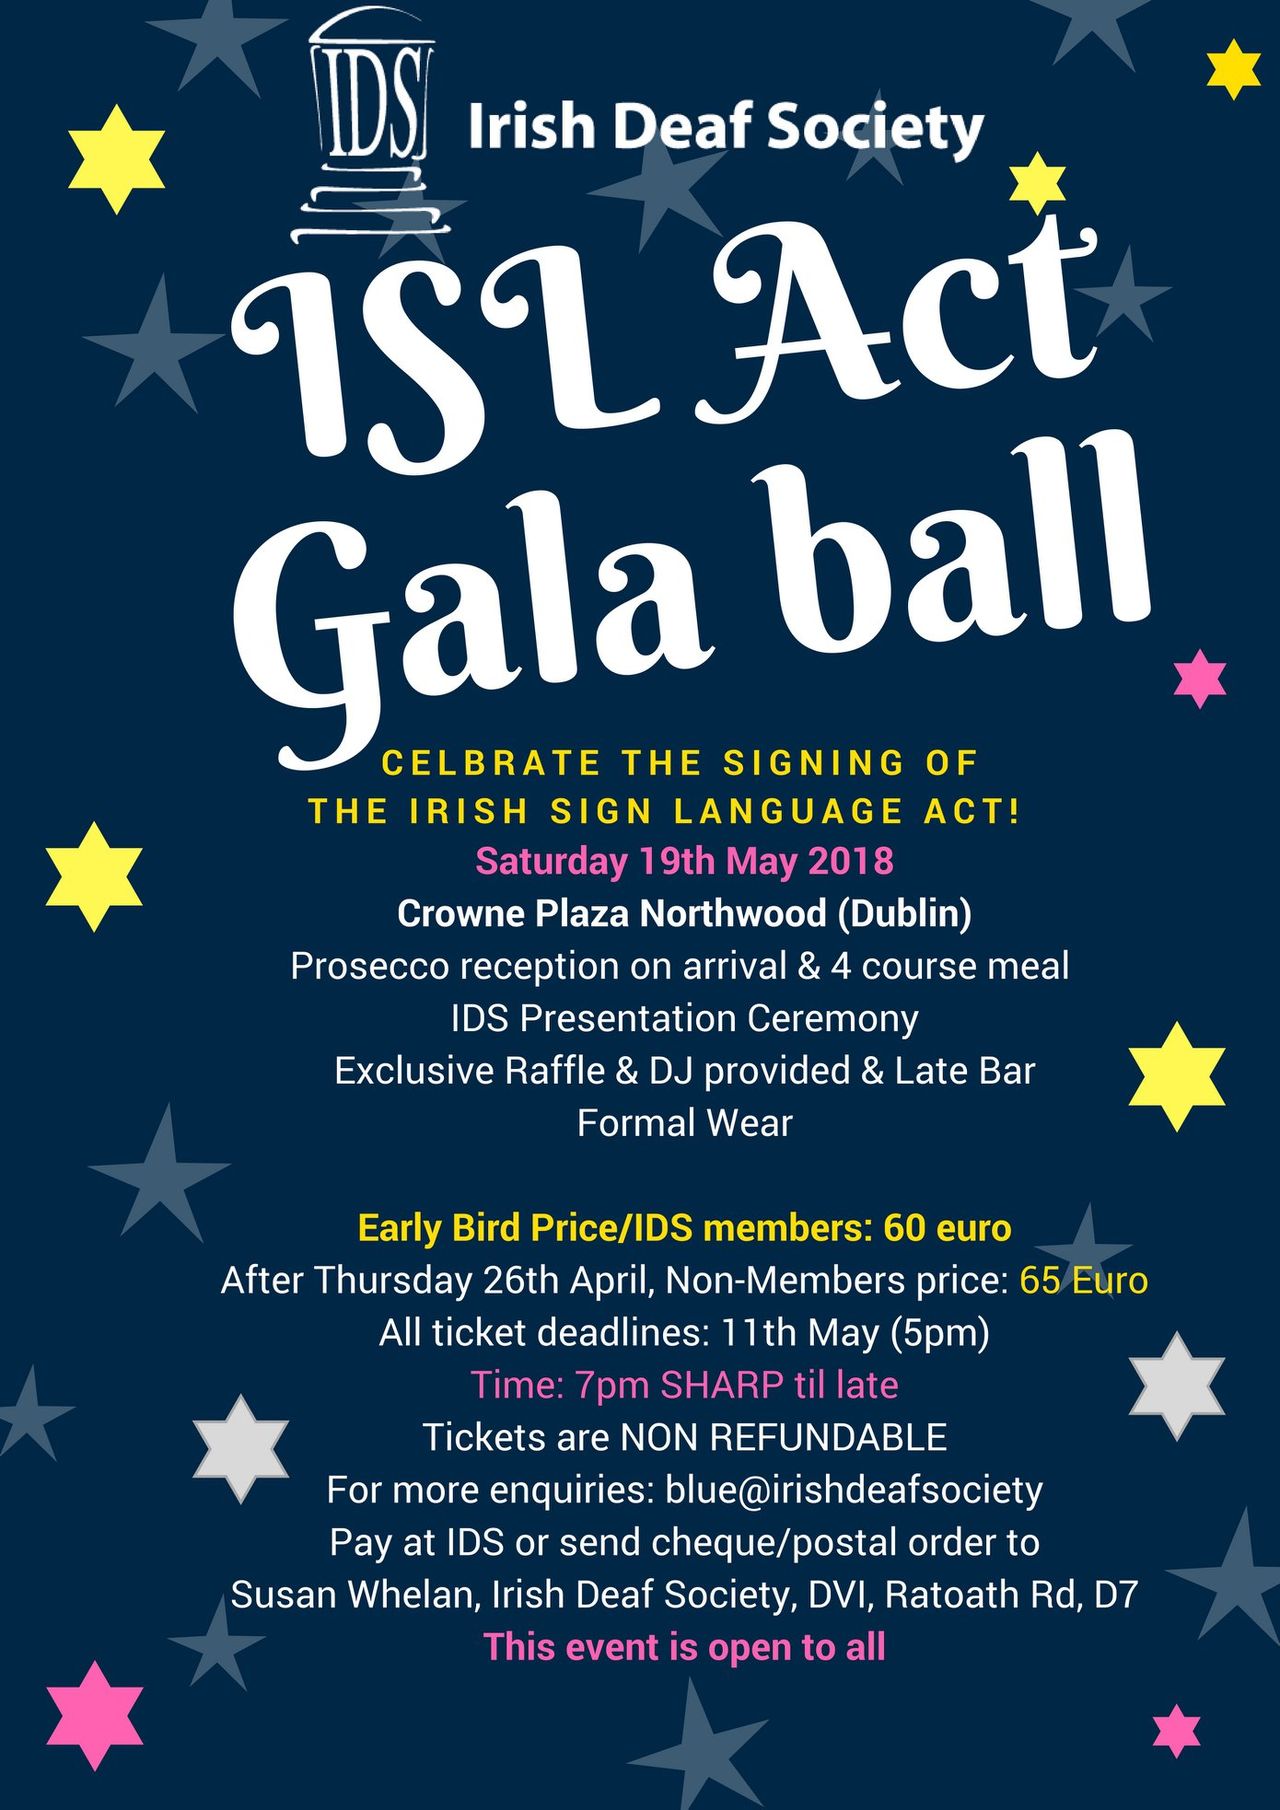 IDS
Irish Deaf Society
ISL Act
Gala ball
CELBRATE THE SIGNING OF
THE IRISH SIGN LANGUAGE ACT!
Saturday 19th May 2018
Crowne Plaza Northwood (Dublin)
Prosecco reception on arrival & 4 course meal
IDS Presentation Ceremony
Exclusive Raffle & DJ provided & Late Bar
Formal Wear
Early Bird Price/IDS members: 60 euro
After Thursday 26th April, Non-Members price: 65 Euro
All ticket deadlines: 11th May (5pm)
Time: 7pm SHARP til late
Tickets are NON REFUNDABLE
For more enquiries: blue@irishdeafsociety
Pay at IDS or send cheque/postal order to
Susan Whelan, Irish Deaf Society, DVI, Ratoath Rd, D7
This event is open to all